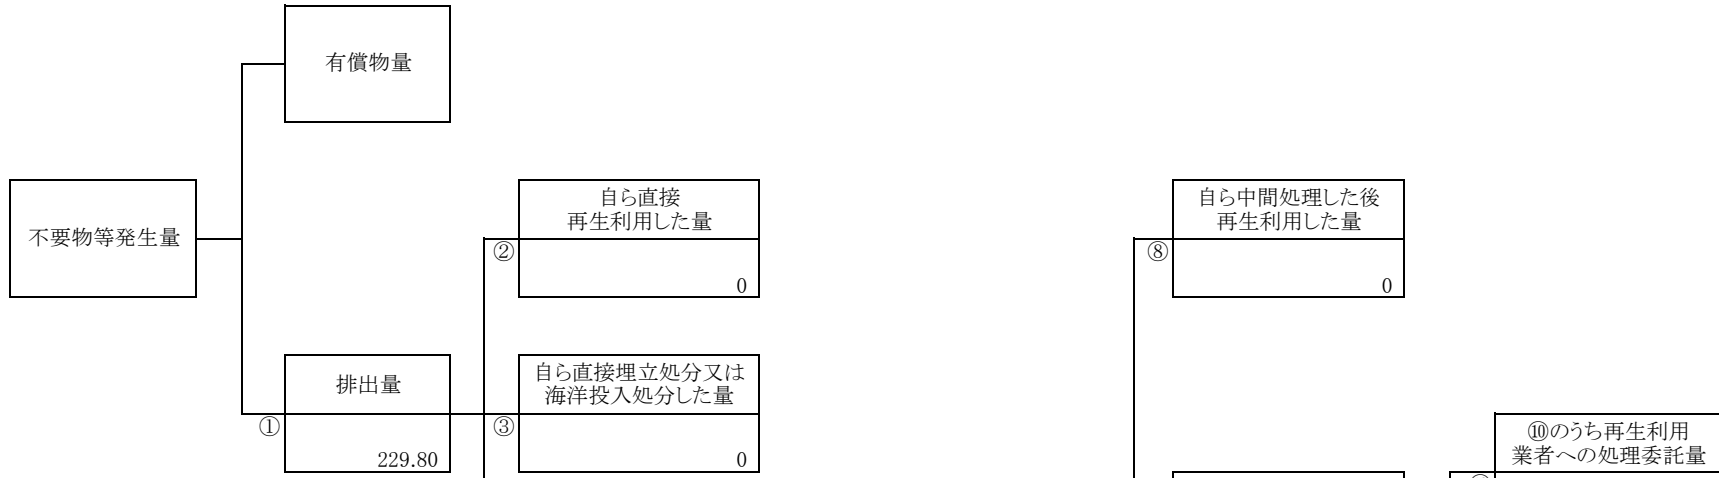 有償物量
不要物等発生量
自ら直接
再生利用した量
②
0
自ら中間処理した後
再生利用した量
⑧
0
排出量
①
229.80
自ら直接埋立処分又は
海洋投入処分した量
③
0
⑩のうち再生利用
業者への処理委託量